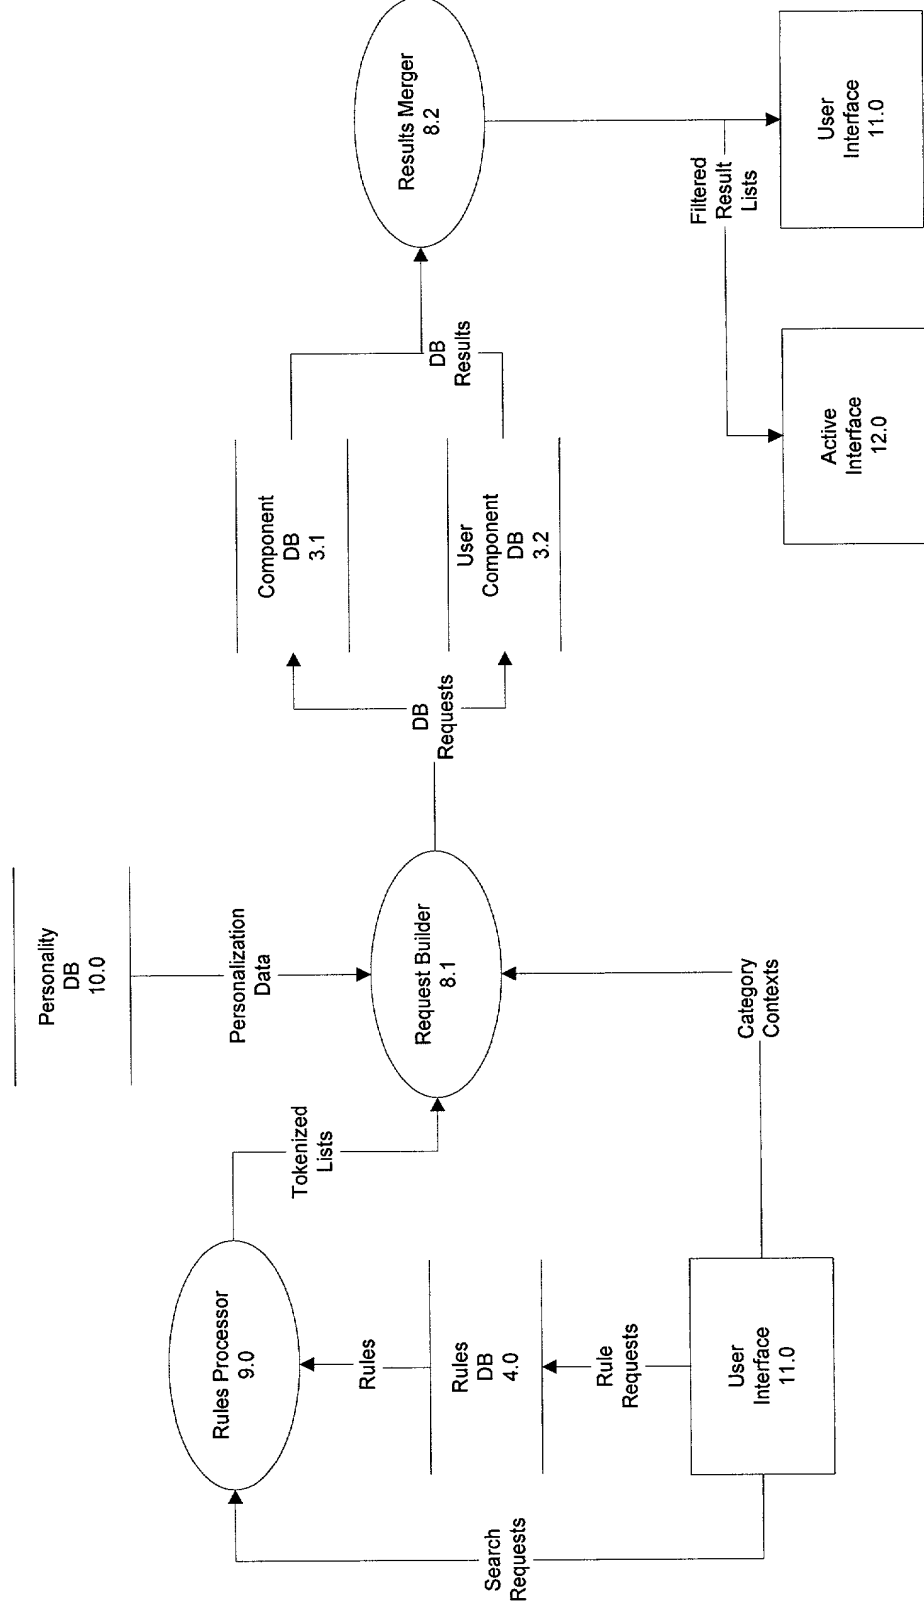 Personality
DB
10.0
Personalization
Data
Rules Processor
9.0
Tokenized
Lists
Request Builder
8.1
DB
Requests
Component
DB
3.1
User
Component
DB
3.2
DB
Results
Results Merger
8.2
Rules
Rules
DB
4.0
Rule
Requests
Search
Requests
User
Interface
11.0
Category
Contexts
Filtered
Result
Lists
Active
Interface
12.0
User
Interface
11.0